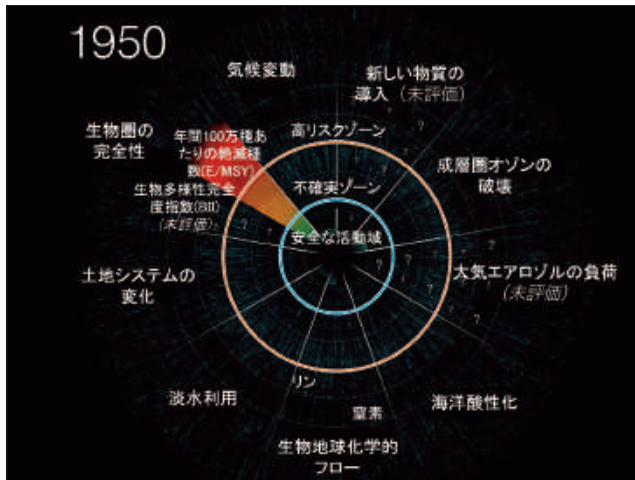 1950
気候変動
新しい物質の
導入（未評価）
生物圏の
完全性
年間100万種あ
たりの絶滅種
数(E/MSY)
生物多様性完全
度指数(BII)
(未評価)
高リスクゾーン
不確実ゾーン
安全な活動域
成層圏オゾンの
破壊
大気エアロゾルの負荷
(未評価)
土地システムの
変化
淡水利用
リン
窒素
海洋酸性化
生物地球化学的
フロー
?
?
?
?
?
?
?
?
?
?
?